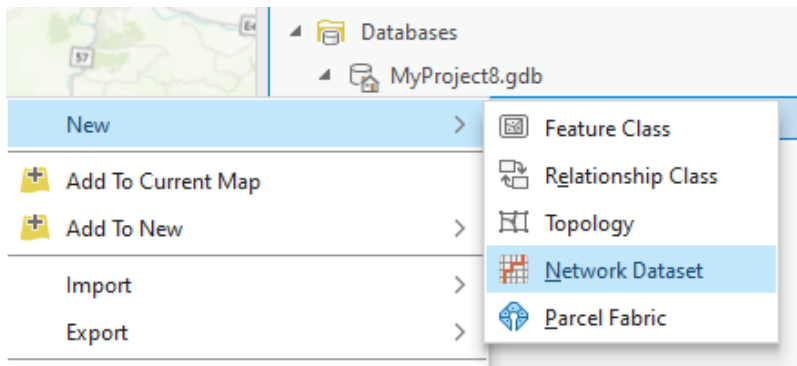 57
Databases
MyProject8.gdb
New
Add To Current Map
Add To New
Import
Export
Feature Class
Relationship Class
Topology
Network Dataset
Parcel Fabric